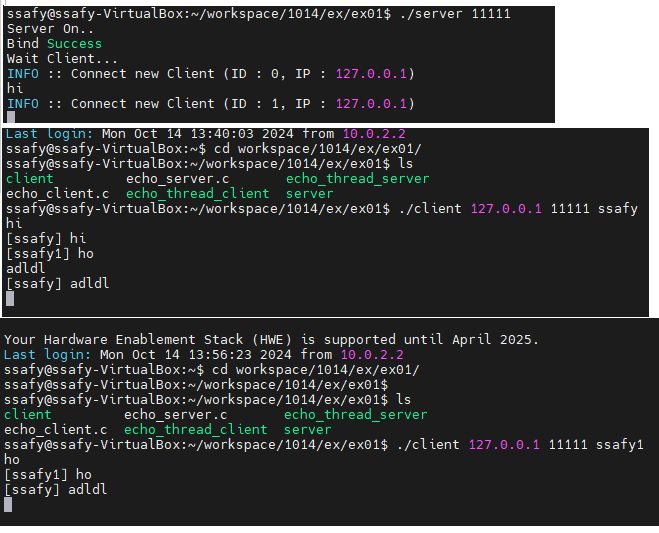 ssafy@ssafy-VirtualBox:~/workspace/1014/ex/ex01$ ./server 11111
Server On..
Bind Success
Wait Client...
INFO :: Connect new Client (ID : 0, IP : 127.0.0.1)
hi
INFO :: Connect new Client (ID : 1, IP : 127.0.0.1)
Last login: Mon Oct 14 13:40:03 2024 from 10.0.2.2
ssafy@ssafy-VirtualBox:~$ cd workspace/1014/ex/ex01/
ssafy@ssafy-VirtualBox:~/workspace/1014/ex/ex01$ ls
client         echo_server.c       echo_thread_server
echo_client.c  echo_thread_client  server
ssafy@ssafy-VirtualBox:~/workspace/1014/ex/ex01$ ./client 127.0.0.1 11111 ssafy
hi
[ssafy] hi
[ssafy1] ho
adldl
[ssafy] adldl
Your Hardware Enablement Stack (HWE) is supported until April 2025.
Last login: Mon Oct 14 13:56:23 2024 from 10.0.2.2
ssafy@ssafy-VirtualBox:~$ cd workspace/1014/ex/ex01/
ssafy@ssafy-VirtualBox:~/workspace/1014/ex/ex01$
ssafy@ssafy-VirtualBox:~/workspace/1014/ex/ex01$ ls
client         echo_server.c       echo_thread_server
echo_client.c  echo_thread_client  server
ssafy@ssafy-VirtualBox:~/workspace/1014/ex/ex01$ ./client 127.0.0.1 11111 ssafy1
ho
[ssafy1] ho
[ssafy] adldl